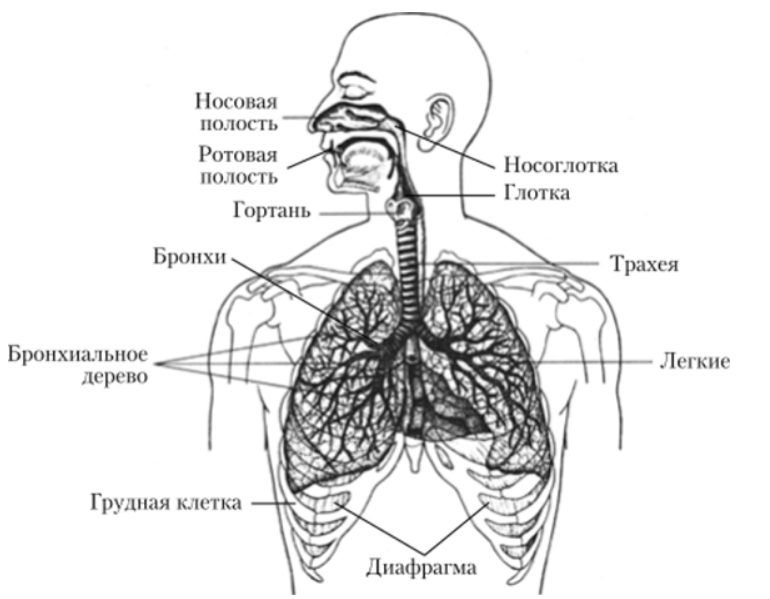 Носовая
полость
Ротовая
полость
Носоглотка
Глотка
Гортань
Бронхи
Трахея
Бронхиальное
дерево
Легкие
Грудная клетка
Диафрагма